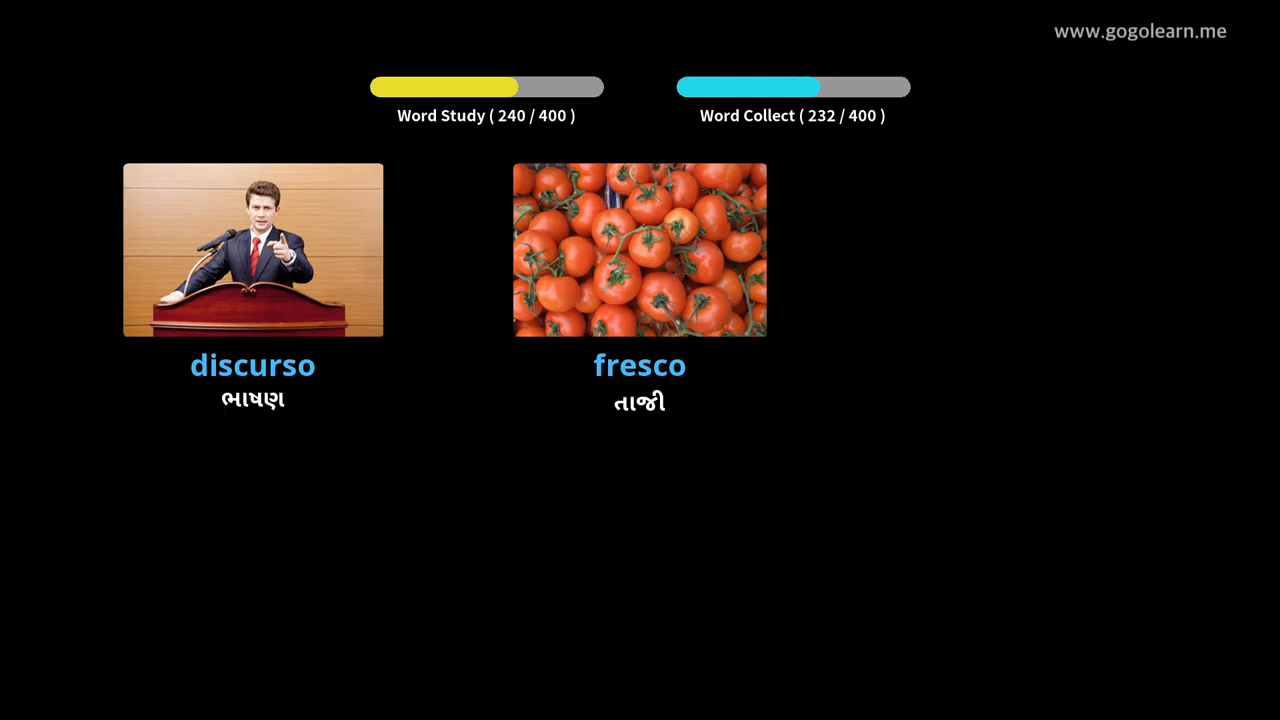 www.gogolearn.me
Word Study ( 240 / 400 )
Word Collect ( 232 / 400 )
discurso
ભાષણ
fresco
તાજી